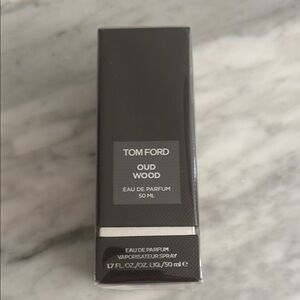 TOM FORD
OUD
WOOD
EAU DE PARFUM
50 ML
EAU DE PARFUM
VAPORISATEUR SPRAY
1.7 FL.OZ./OZ. LIQ./50 ml ℮